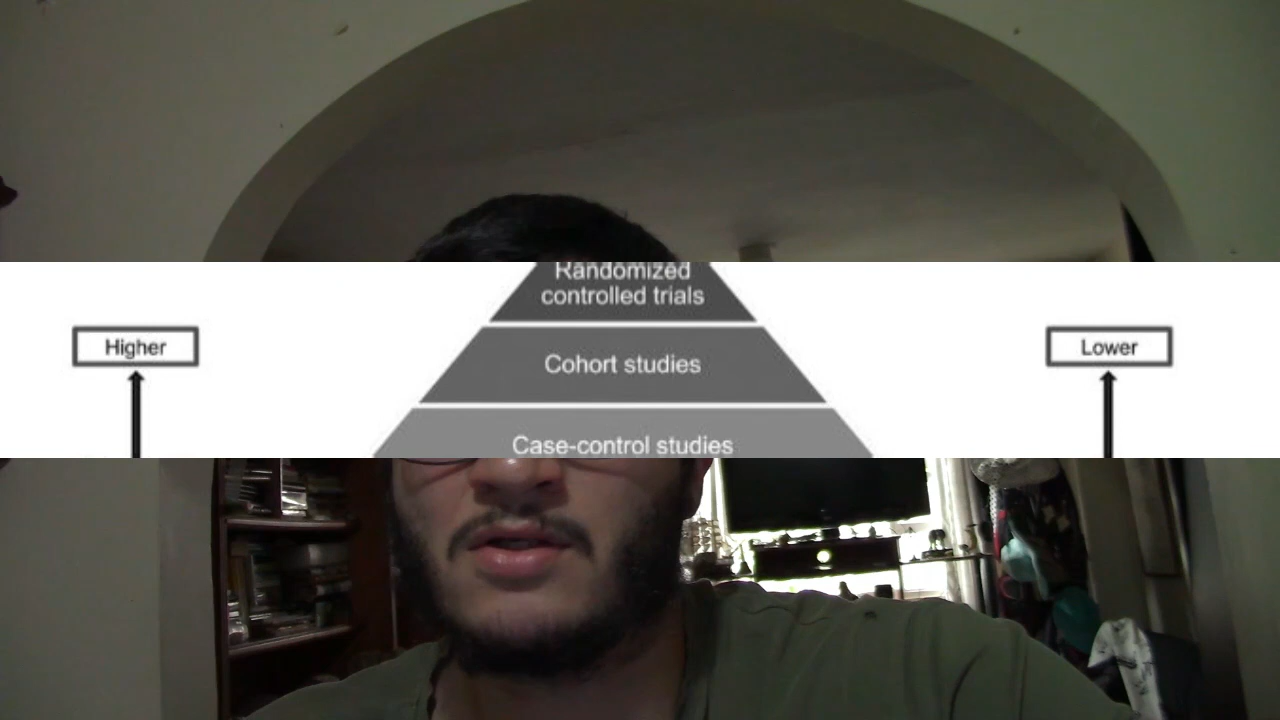 Randomized
controlled trials
Higher
Lower
Cohort studies
Case-control studies